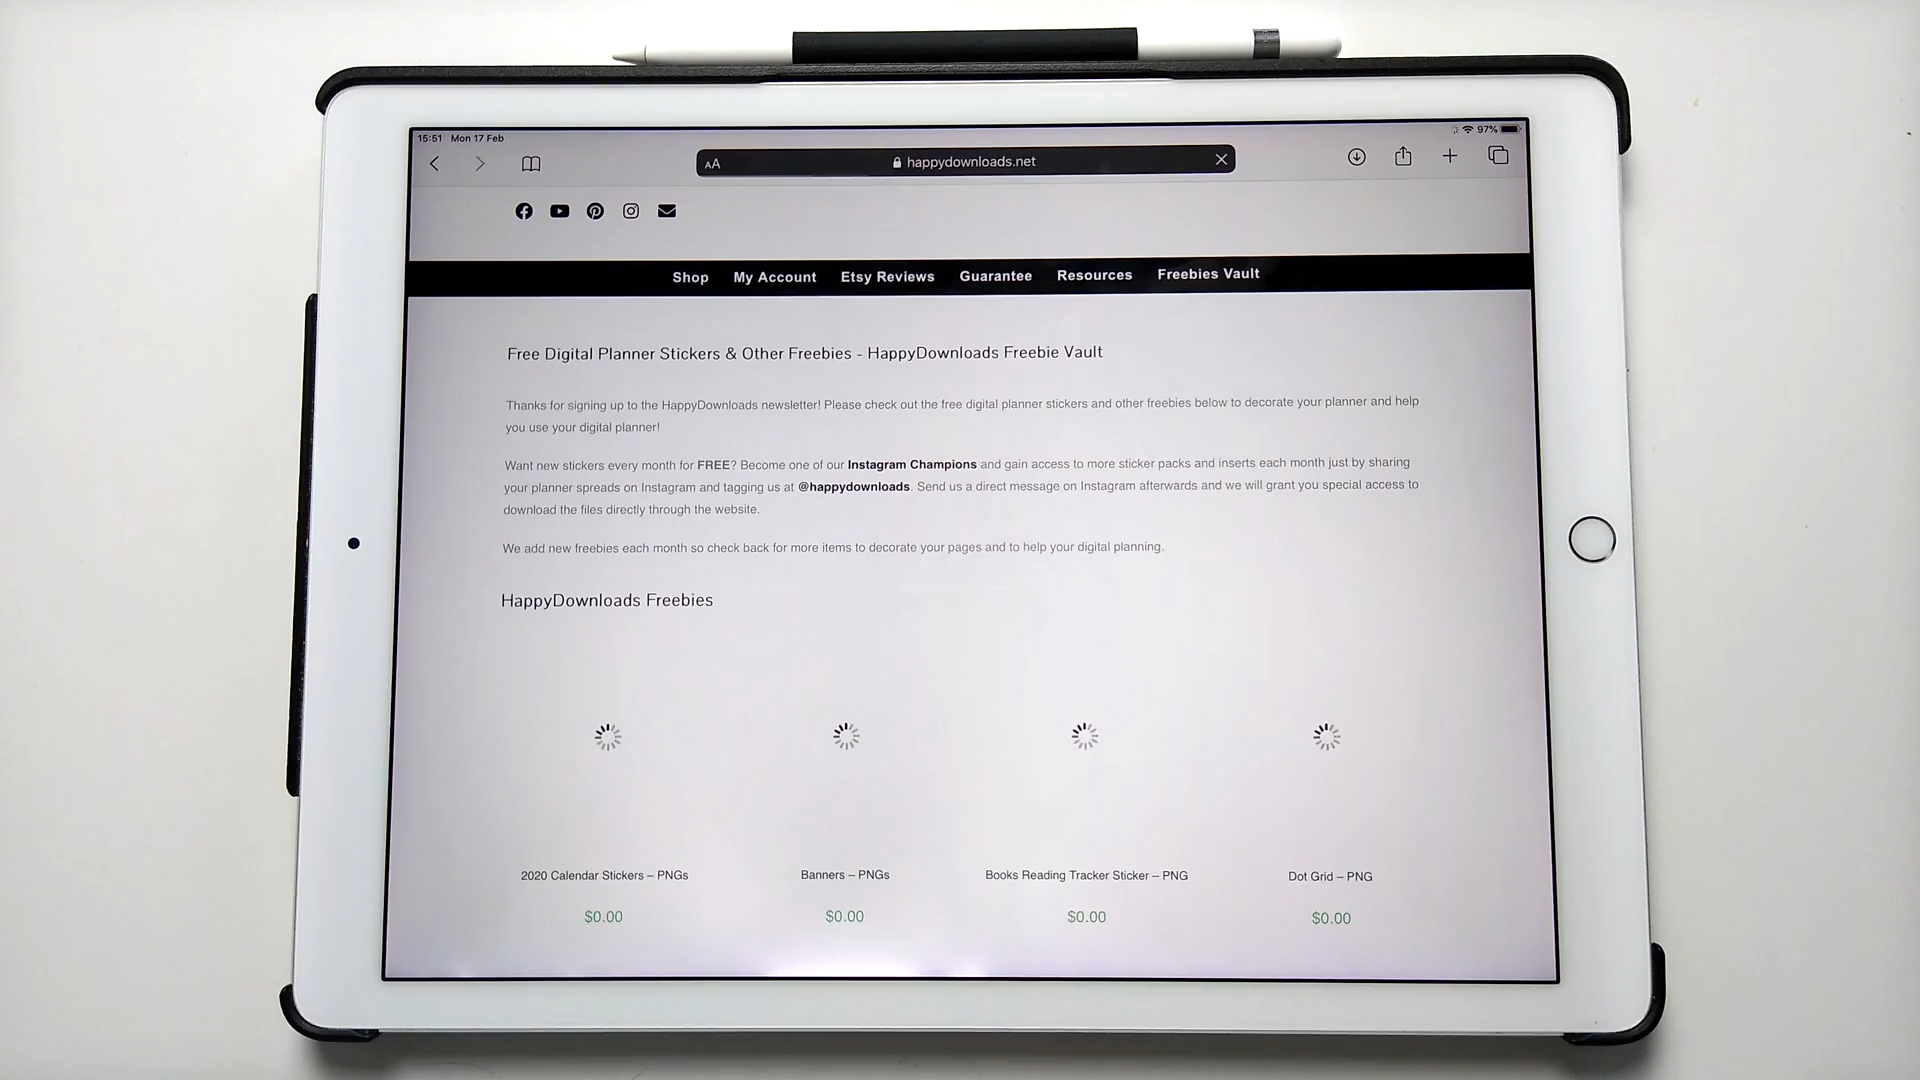 15:51 Mon 17 Feb
97%
AA
happydownloads.net
Shop My Account Etsy Reviews Guarantee Resources Freebies Vault
Free Digital Planner Stickers & Other Freebies - HappyDownloads Freebie Vault
Thanks for signing up to the HappyDownloads newsletter! Please check out the free digital planner stickers and other freebies below to decorate your planner and help
you use your digital planner!
Want new stickers every month for FREE? Become one of our Instagram Champions and gain access to more sticker packs and inserts each month just by sharing
your planner spreads on Instagram and tagging us at @happydownloads. Send us a direct message on Instagram afterwards and we will grant you special access to
download the files directly through the website.
We add new freebies each month so check back for more items to decorate your pages and to help your digital planning.
HappyDownloads Freebies
2020 Calendar Stickers – PNGs
$0.00
Banners – PNGs
$0.00
Books Reading Tracker Sticker – PNG
$0.00
Dot Grid – PNG
$0.00